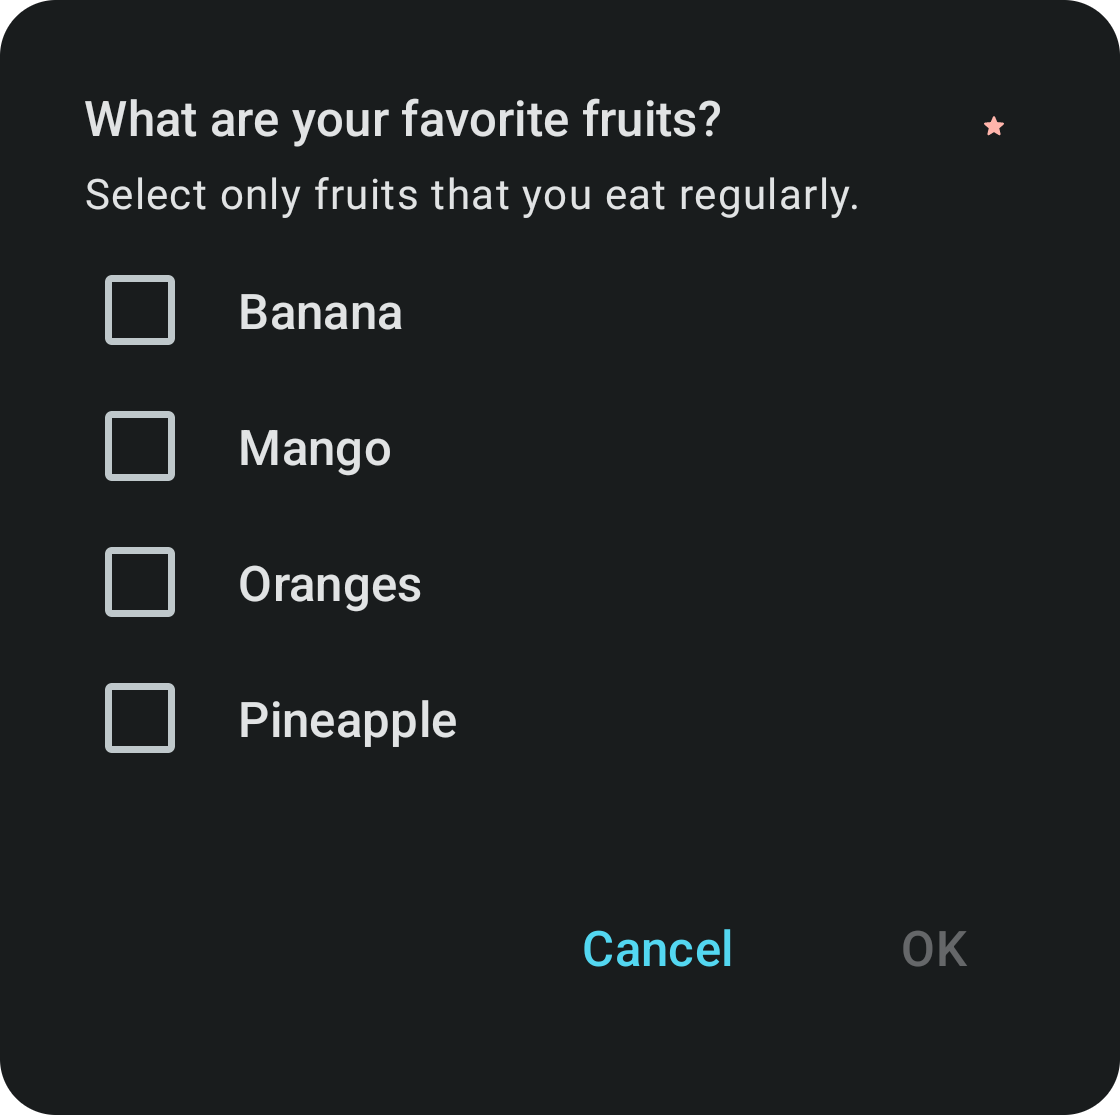 What are your favorite fruits?
Select only fruits that you eat regularly.
Banana
Mango
Oranges
Pineapple
Cancel OK